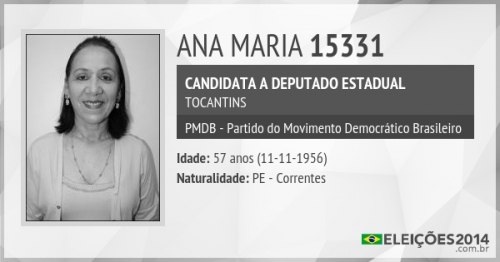 ANA MARIA 15331
CANDIDATA A DEPUTADO ESTADUAL
TOCANTINS
PMDB - Partido do Movimento Democrático Brasileiro
Idade: 57 anos (11-11-1956)
Naturalidade: PE - Correntes
ELEIÇÕES2014
.com.br